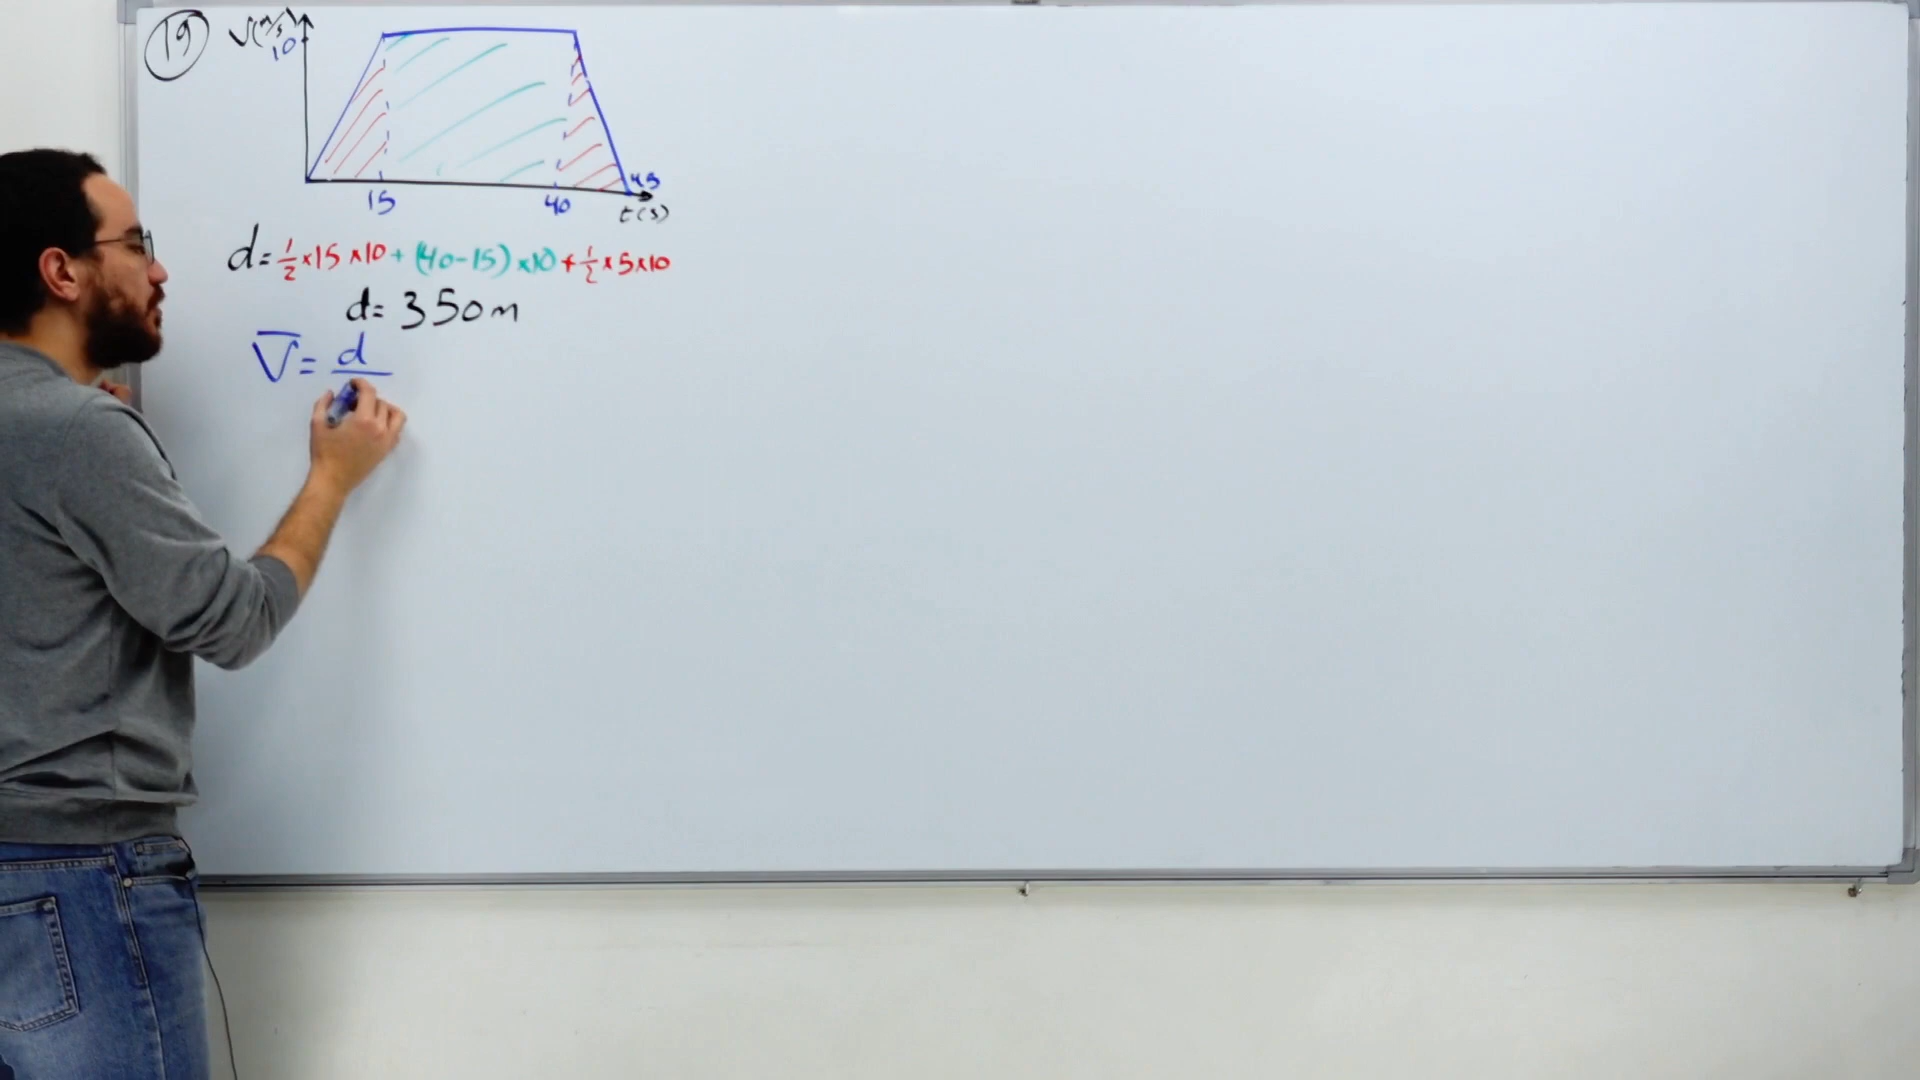 19
V(m/s)
10
15
40
45
t(s)
d = 1/2 × 15 × 10 + (40-15) × 10 + 1/2 × 5 × 10
d = 350 m
V̅ = d